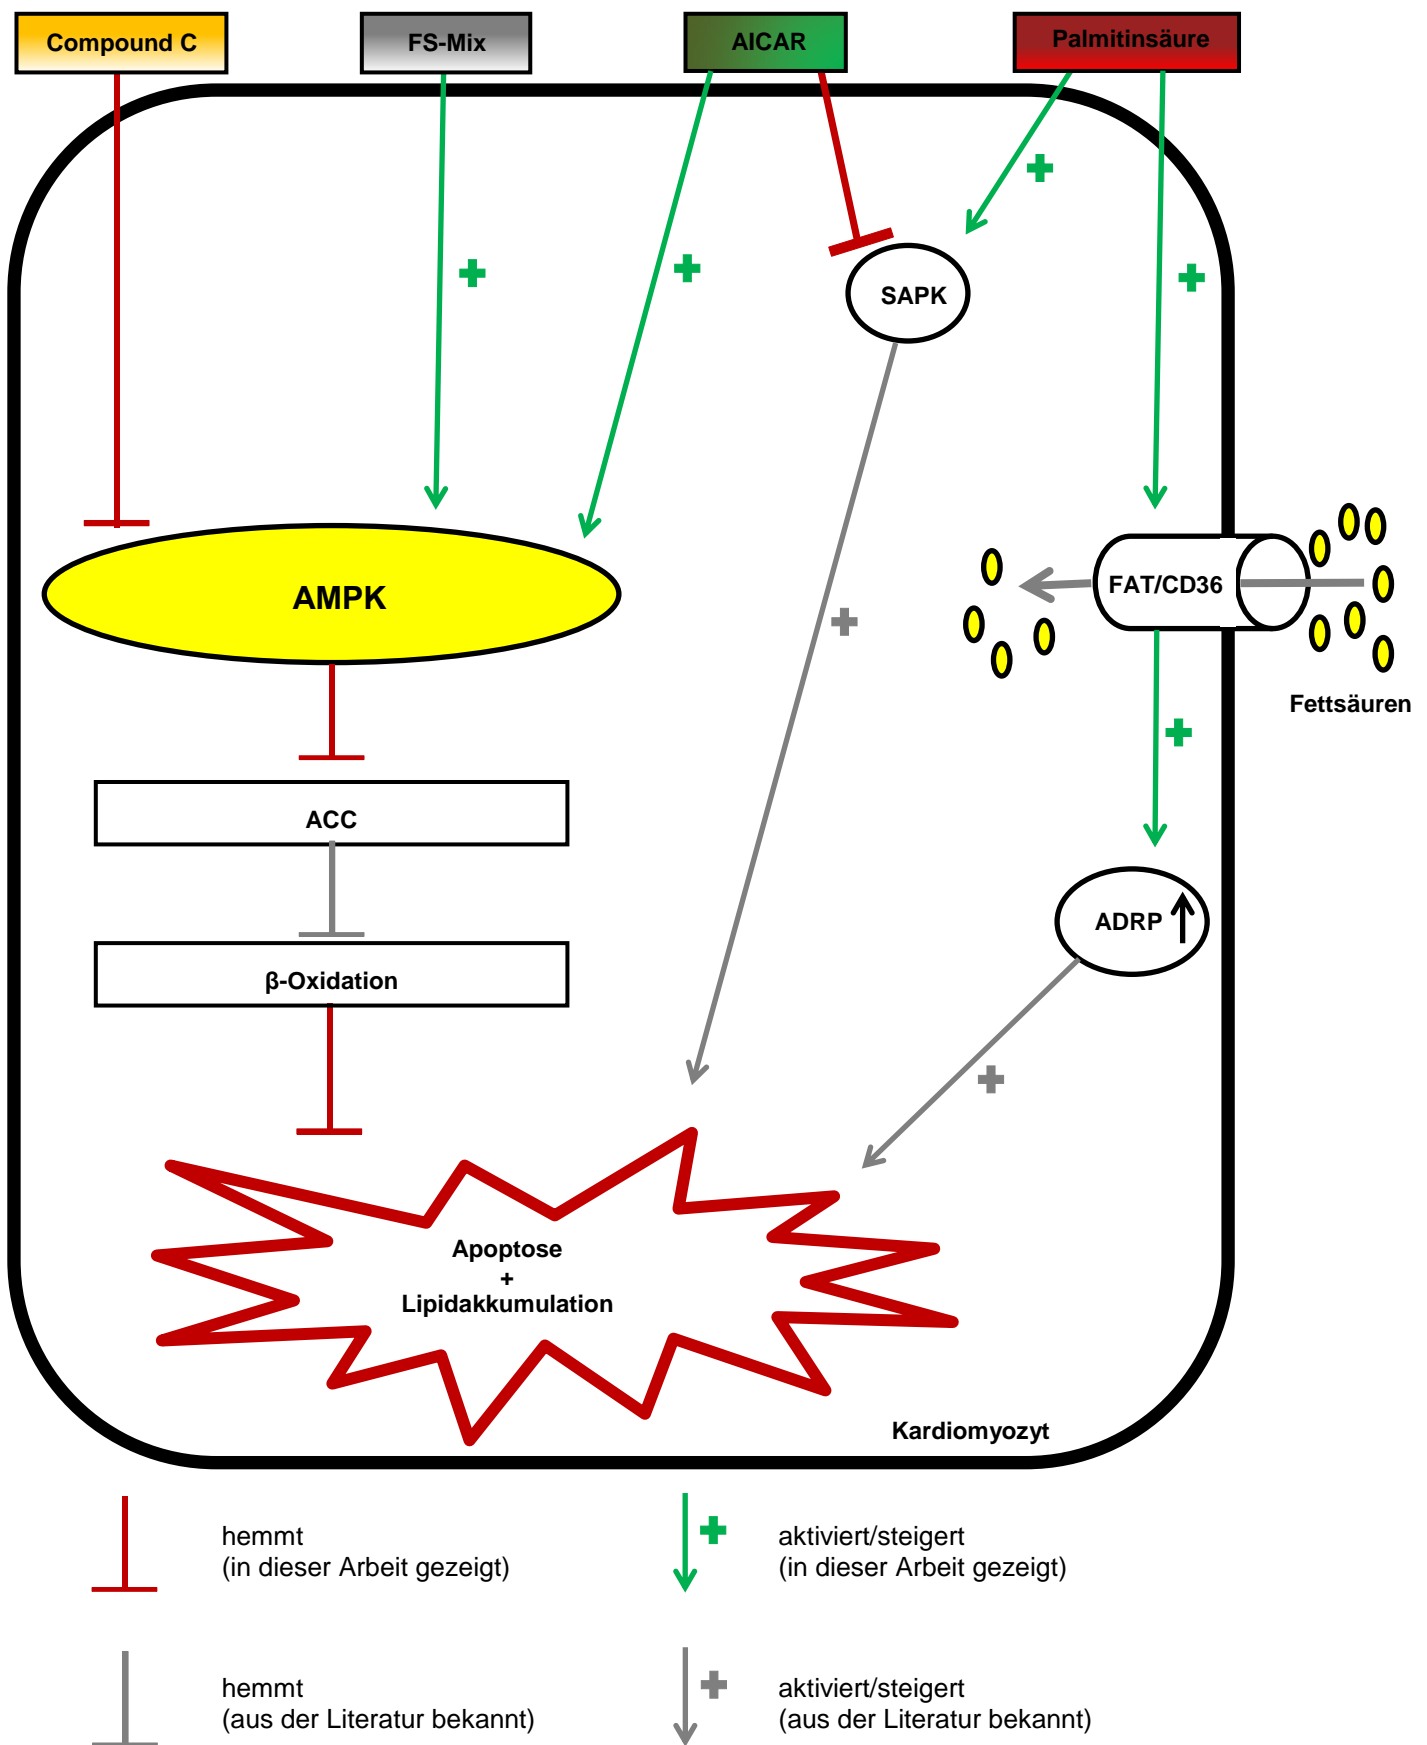 Compound C
FS-Mix
AICAR
Palmitinsäure
SAPK
AMPK
FAT/CD36
Fettsäuren
ACC
ADRP
β-Oxidation
Apoptose
+
Lipidakkumulation
Kardiomyozyt
hemmt
(in dieser Arbeit gezeigt)
aktiviert/steigert
(in dieser Arbeit gezeigt)
hemmt
(aus der Literatur bekannt)
aktiviert/steigert
(aus der Literatur bekannt)